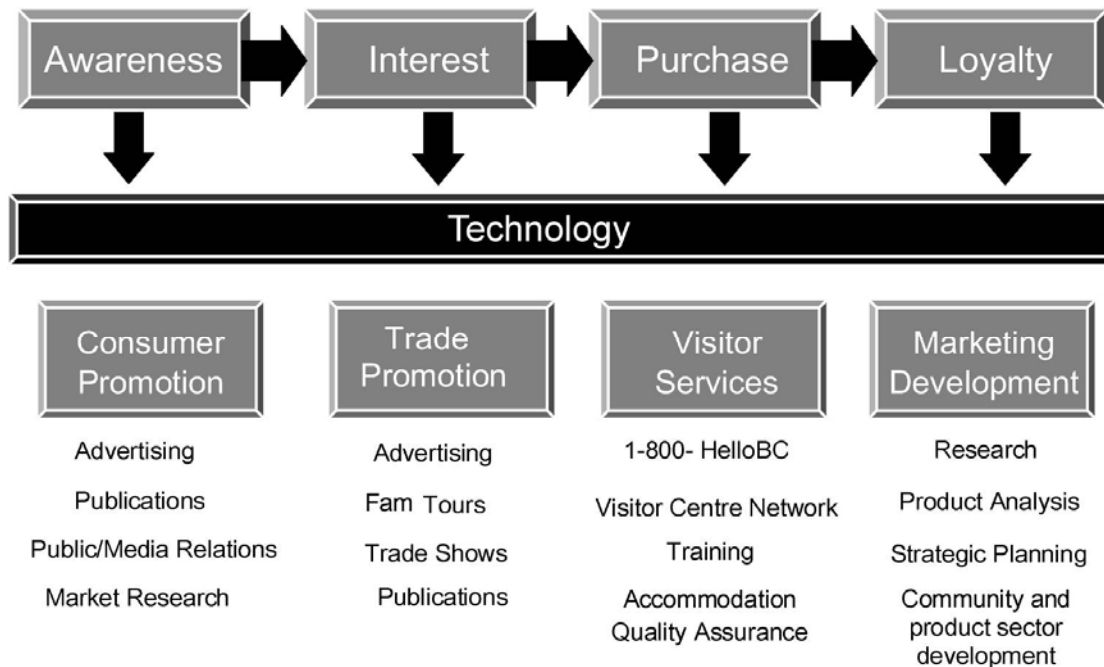 Awareness
Interest
Purchase
Loyalty
Technology
Consumer
Promotion
Trade
Promotion
Visitor
Services
Marketing
Development
Advertising
Publications
Public/Media Relations
Market Research
Advertising
Fam Tours
Trade Shows
Publications
1-800- HelloBC
Visitor Centre Network
Training
Accommodation
Quality Assurance
Research
Product Analysis
Strategic Planning
Community and
product sector
development